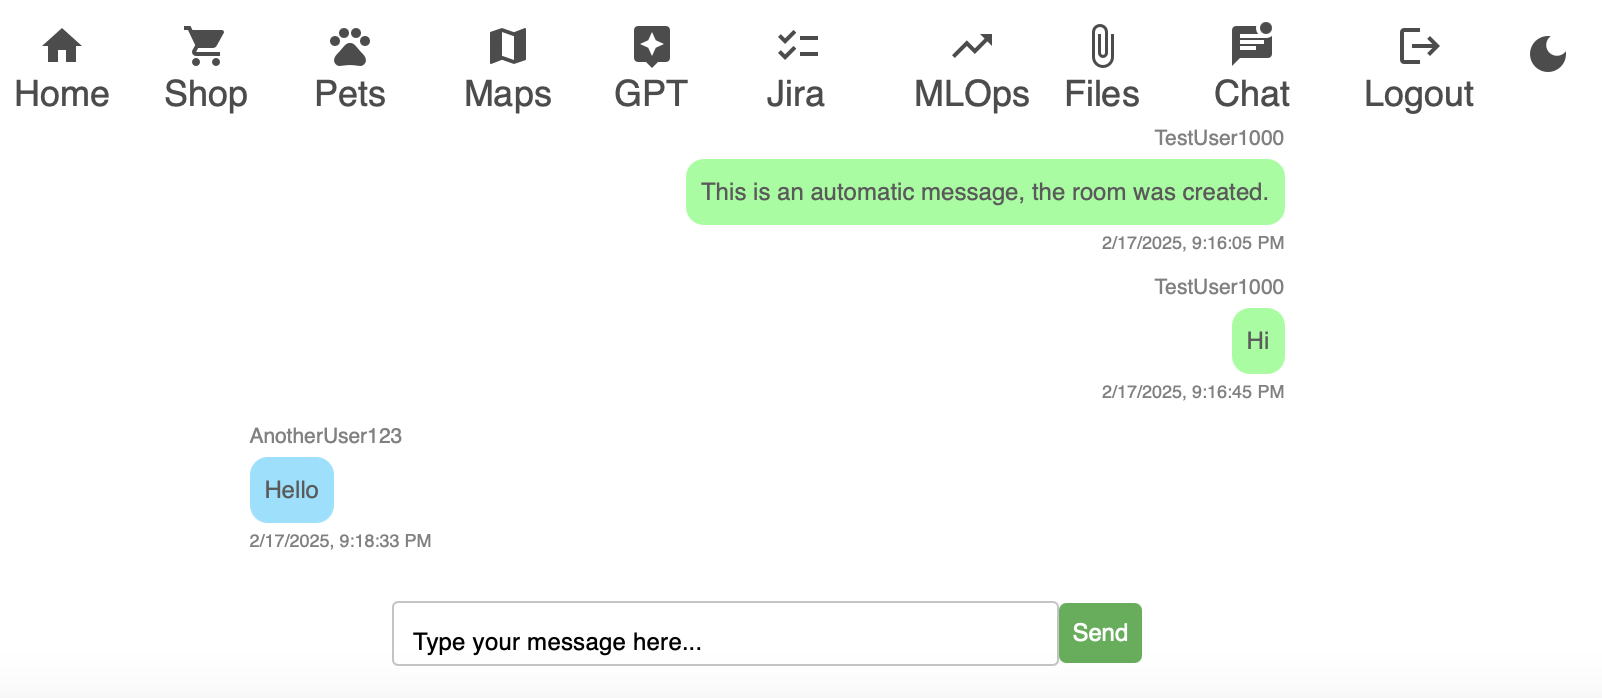 Home Shop Pets Maps GPT Jira MLOps Files Chat Logout
TestUser1000
This is an automatic message, the room was created.
2/17/2025, 9:16:05 PM
TestUser1000
Hi
2/17/2025, 9:16:45 PM
AnotherUser123
Hello
2/17/2025, 9:18:33 PM
Type your message here... Send